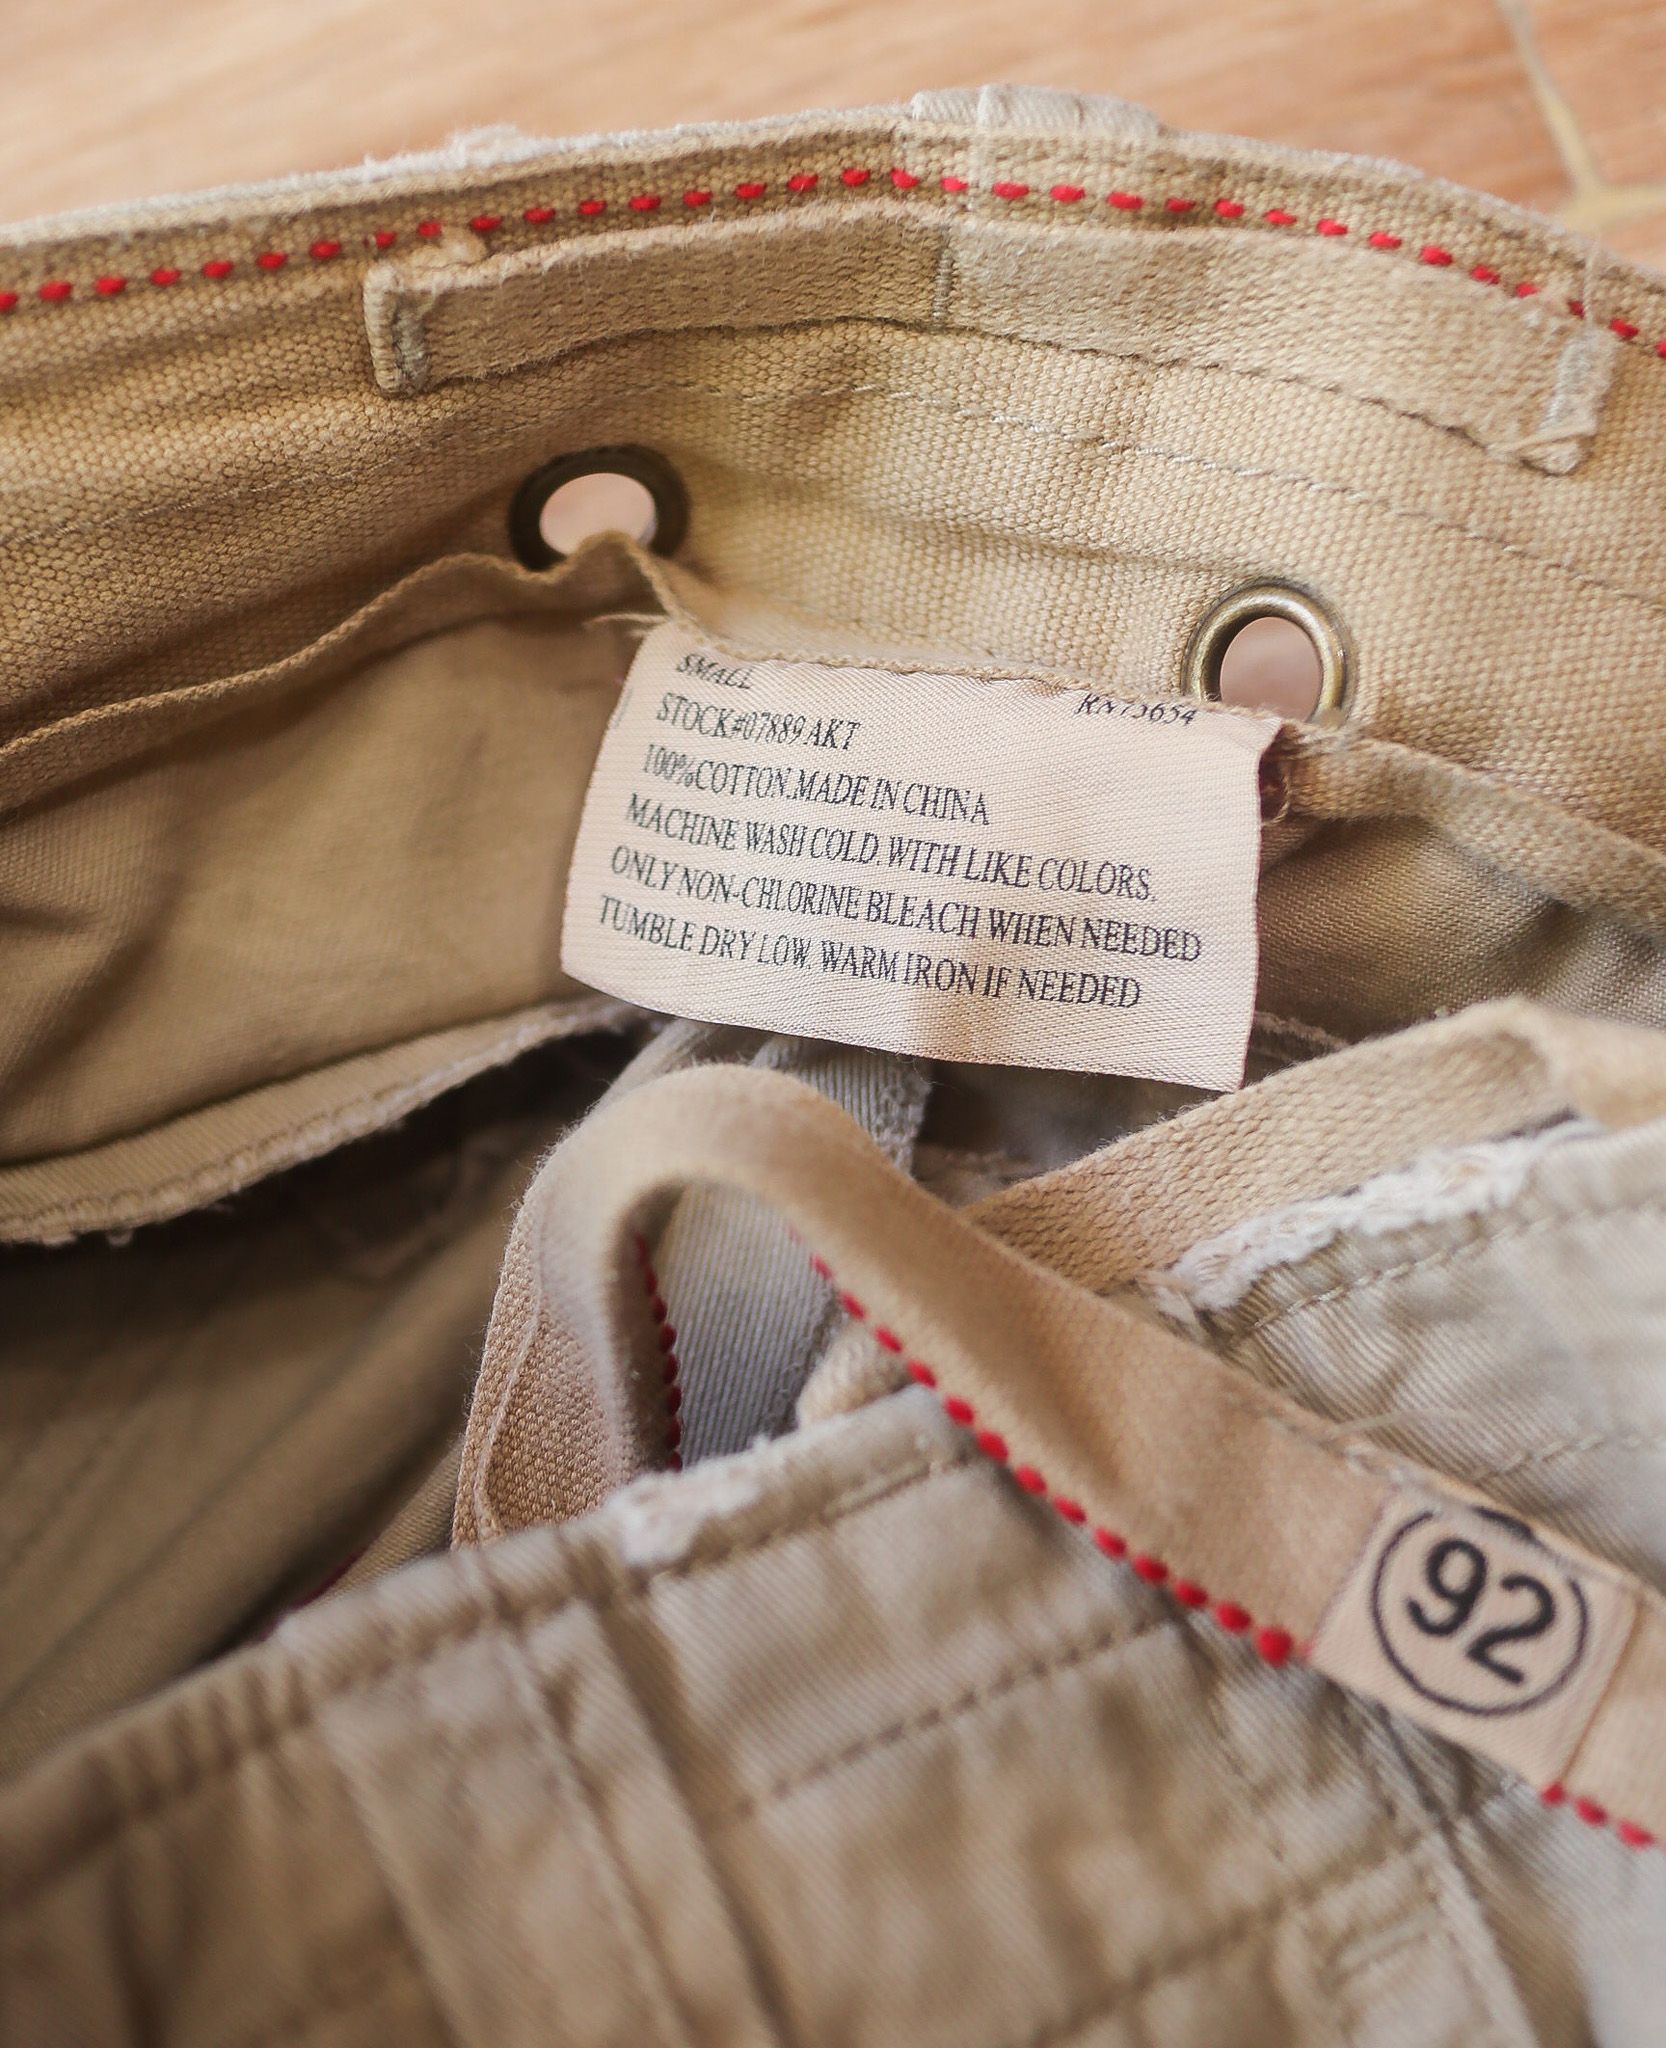 SMALL
RN75654
STOCK#07889 AKT
100%COTTON.MADE IN CHINA
MACHINE WASH COLD. WITH LIKE COLORS.
ONLY NON-CHLORINE BLEACH WHEN NEEDED
TUMBLE DRY LOW. WARM IRON IF NEEDED
92